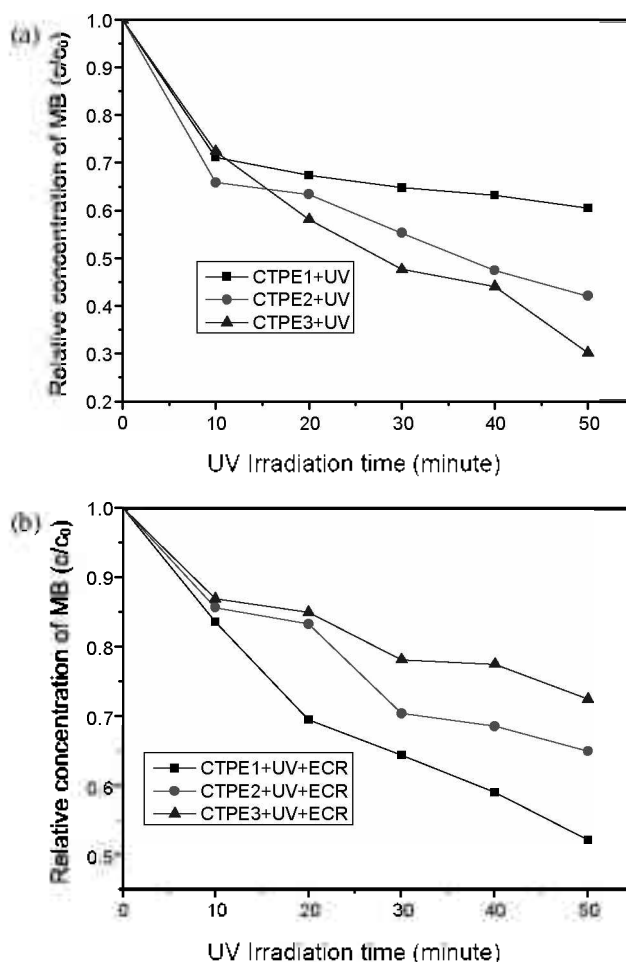 (a)
Relative concentration of MB (c/c₀)
1.0
0.9
0.8
0.7
0.6
0.5
0.4
0.3
0.2
CTPE1+UV
CTPE2+UV
CTPE3+UV
0 10 20 30 40 50
UV Irradiation time (minute)
(b)
Relative concentration of MB (c/c₀)
1.0
0.9
0.8
0.7
0.6
0.5
CTPE1+UV+ECR
CTPE2+UV+ECR
CTPE3+UV+ECR
0 10 20 30 40 50
UV Irradiation time (minute)